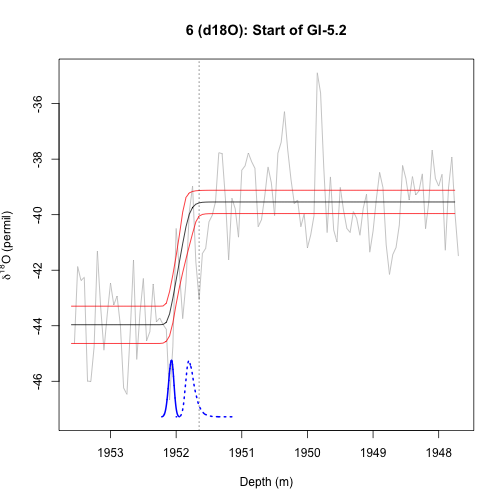 6 (d18O): Start of GI-5.2
δ¹⁸O (permil)
-36
-38
-40
-42
-44
-46
1953 1952 1951 1950 1949 1948
Depth (m)